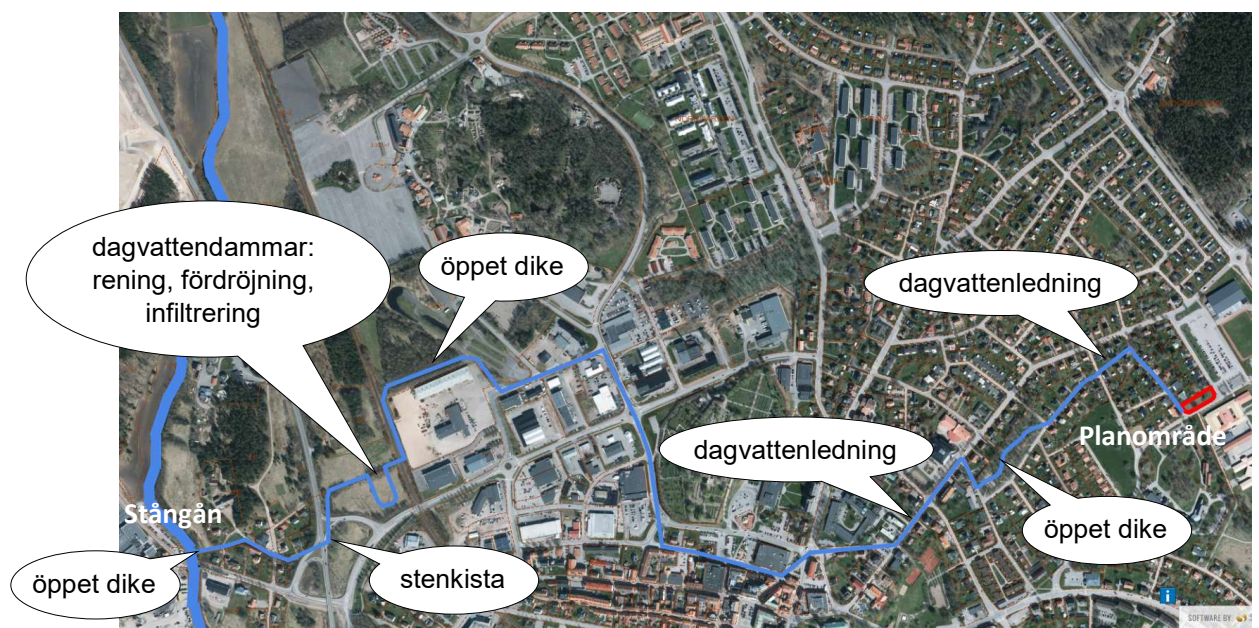 dagvattendammar:
rening, fördröjning,
infiltrering
öppet dike
dagvattenledning
Planområde
dagvattenledning
Stångån
öppet dike
öppet dike
stenkista
i
SOFTWARE BY